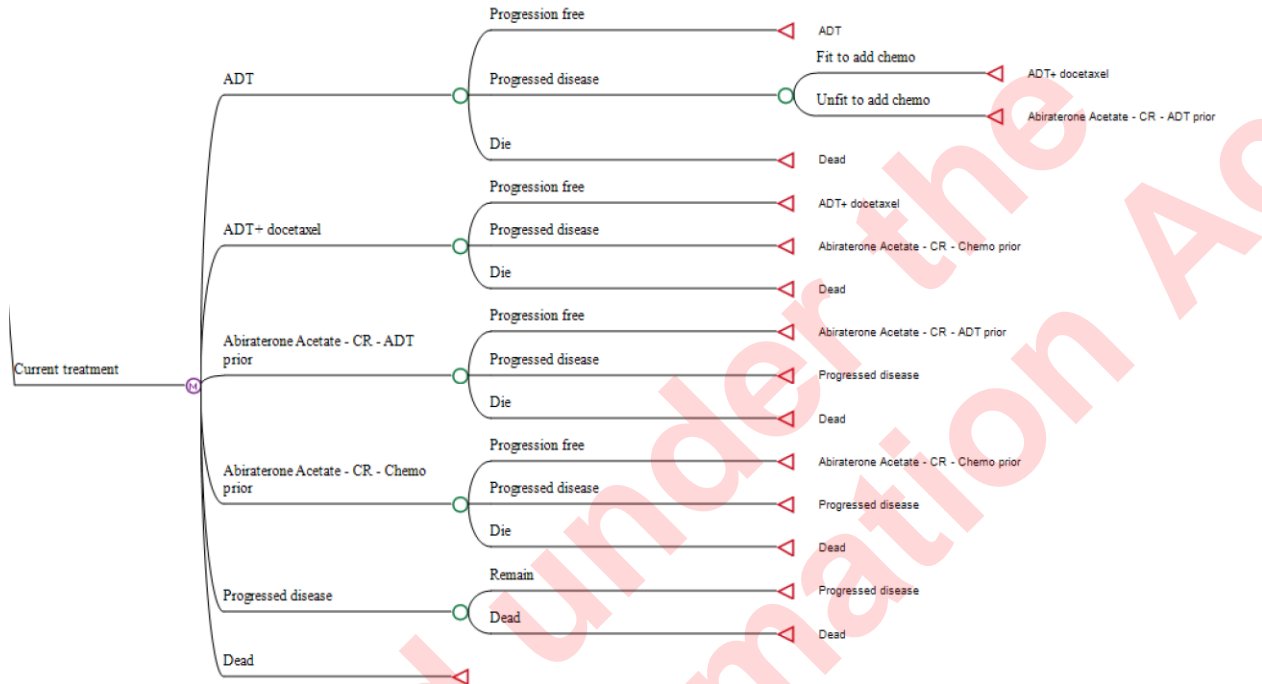 Progression free
ADT
Fit to add chemo
ADT+ docetaxel
ADT
Progressed disease
Unfit to add chemo
Abiraterone Acetate - CR - ADT prior
Die
Dead
Progression free
ADT+ docetaxel
ADT+ docetaxel
Progressed disease
Abiraterone Acetate - CR - Chemo prior
Die
Dead
Progression free
Abiraterone Acetate - CR - ADT prior
Abiraterone Acetate - CR - ADT
prior
Progressed disease
Progressed disease
Current treatment
M
Die
Dead
Progression free
Abiraterone Acetate - CR - Chemo prior
Abiraterone Acetate - CR - Chemo
prior
Progressed disease
Progressed disease
Die
Dead
Remain
Progressed disease
Progressed disease
Dead
Dead
Dead
under the
mation Ac